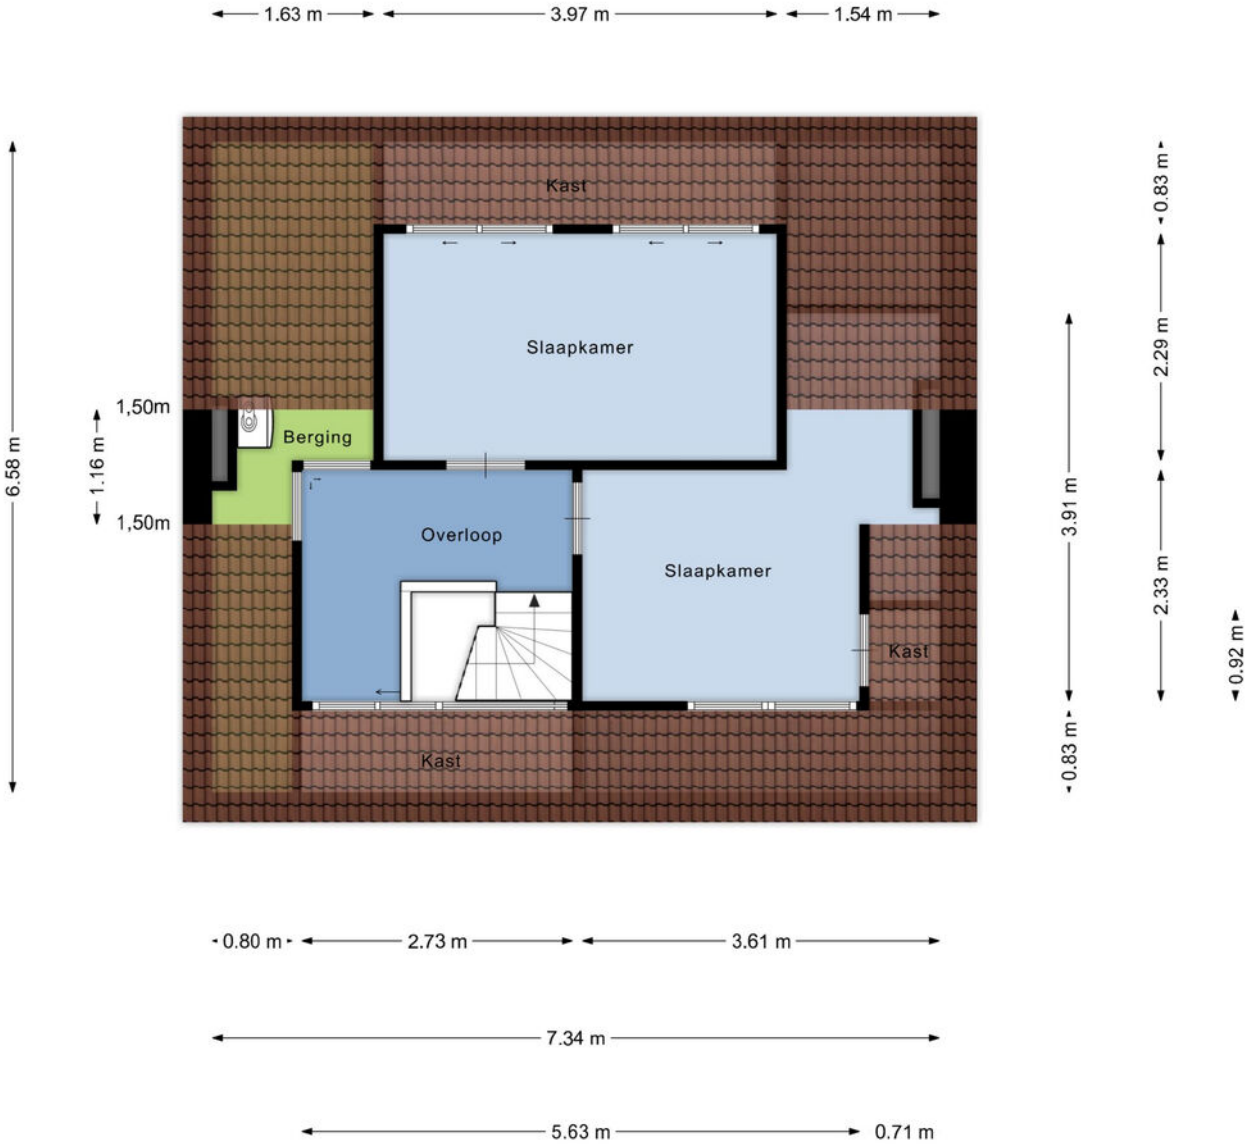 1.63 m
3.97 m
1.54 m
Kast
0.83 m
Slaapkamer
2.29 m
1,50m
Berging
6.58 m
1.16 m
3.91 m
1,50m
Overloop
Slaapkamer
2.33 m
Kast
0.92 m
Kast
0.83 m
0.80 m
2.73 m
3.61 m
7.34 m
5.63 m
0.71 m